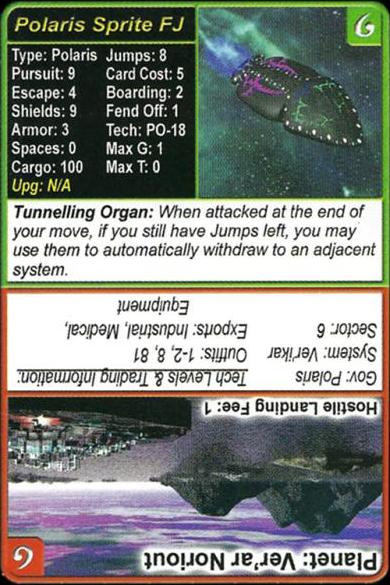 Polaris Sprite FJ
6
Type: Polaris Jumps: 8
Pursuit: 9 Card Cost: 5
Escape: 4 Boarding: 2
Shields: 9 Fend Off: 1
Armor: 3 Tech: PO-18
Spaces: 0 Max G: 1
Cargo: 100 Max T: 0
Upg: N/A
Tunnelling Organ: When attacked at the end of
your move, if you still have Jumps left, you may
use them to automatically withdraw to an adjacent
system.
Planet: Ver'ar Noriout
6
Hostile Landing Fee: 1
Gov: Polaris Tech Levels & Trading Information:
System: Verikar Outfits: 1-2, 8, 81
Sector: 6 Exports: Industrial, Medical,
Equipment